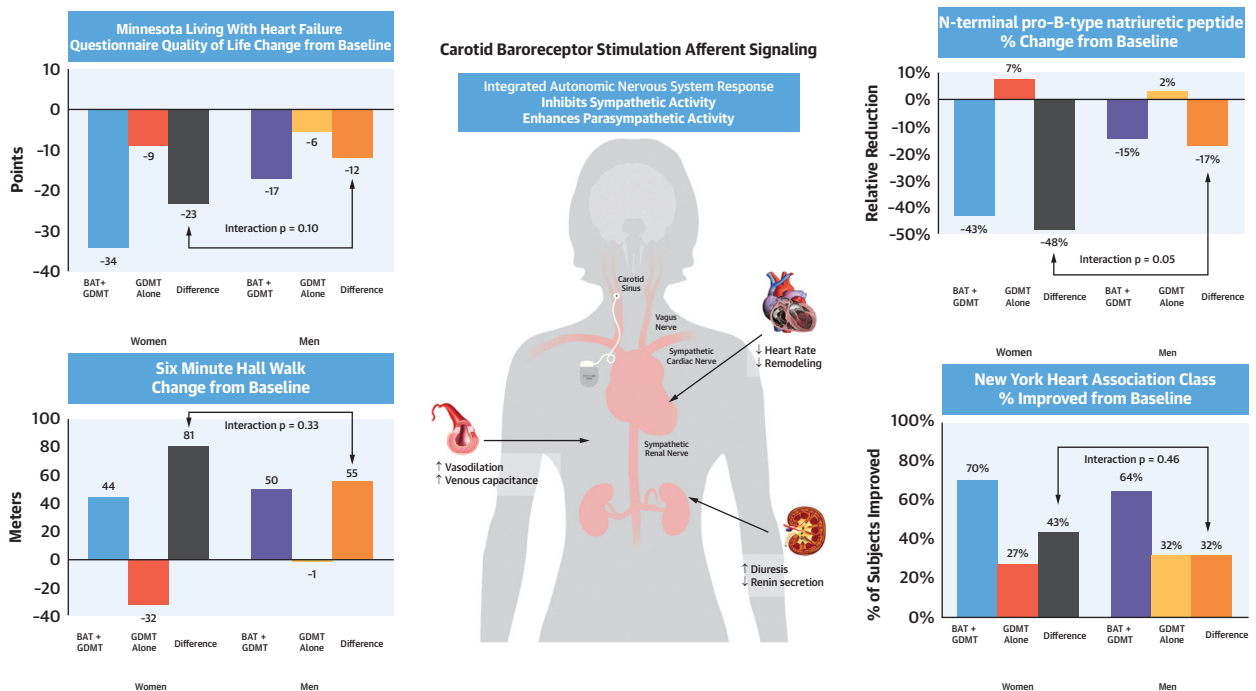 Minnesota Living With Heart Failure
Questionnaire Quality of Life Change from Baseline
Points
10
0
-10
-20
-30
-40
-34
-9
-23
-17
-6
-12
Interaction p = 0.10
BAT+
GDMT
GDMT
Alone
Difference
BAT +
GDMT
GDMT
Alone
Difference
Women
Men
Six Minute Hall Walk
Change from Baseline
Meters
100
80
60
40
20
0
-20
-40
44
-32
81
50
-1
55
Interaction p = 0.33
BAT +
GDMT
GDMT
Alone
Difference
BAT +
GDMT
GDMT
Alone
Difference
Women
Men
Carotid Baroreceptor Stimulation Afferent Signaling
Integrated Autonomic Nervous System Response
Inhibits Sympathetic Activity
Enhances Parasympathetic Activity
Carotid
Sinus
Vagus
Nerve
Sympathetic
Cardiac Nerve
↓ Heart Rate
↓ Remodeling
Sympathetic
Renal Nerve
↑ Vasodilation
↑ Venous capacitance
↑ Diuresis
↓ Renin secretion
N-terminal pro-B-type natriuretic peptide
% Change from Baseline
Relative Reduction
10%
0%
-10%
-20%
-30%
-40%
-50%
-43%
7%
-48%
-15%
2%
-17%
Interaction p = 0.05
BAT +
GDMT
GDMT
Alone
Difference
BAT +
GDMT
GDMT
Alone
Difference
Women
Men
New York Heart Association Class
% Improved from Baseline
% of Subjects Improved
100%
80%
60%
40%
20%
0%
70%
27%
43%
64%
32%
32%
Interaction p = 0.46
BAT +
GDMT
GDMT
Alone
Difference
BAT +
GDMT
GDMT
Alone
Difference
Women
Men